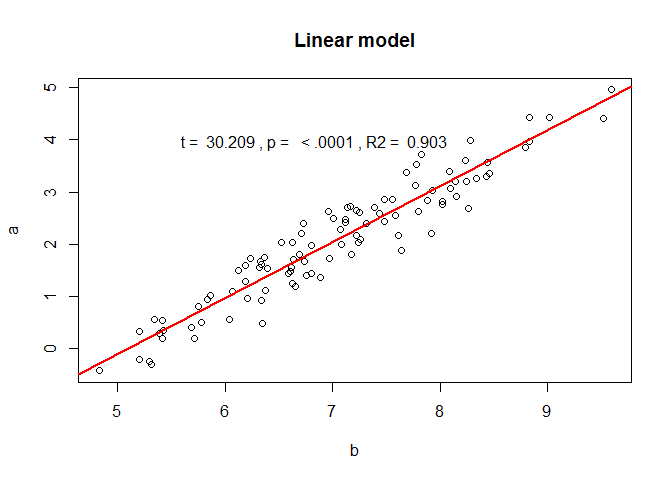 Linear model
t = 30.209 , p = < .0001 , R2 = 0.903
5
4
3
2
1
0
a
5 6 7 8 9
b